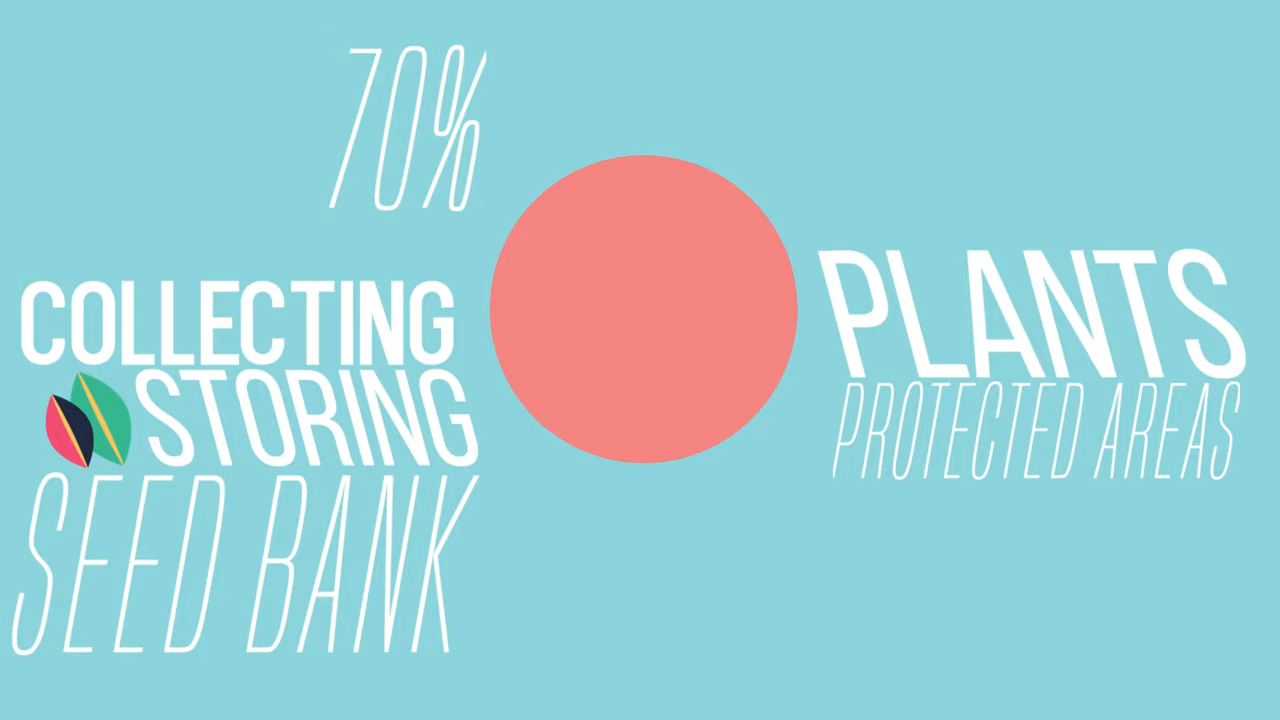 70%
COLLECTING
STORING
SEED BANK
PLANTS
PROTECTED AREAS